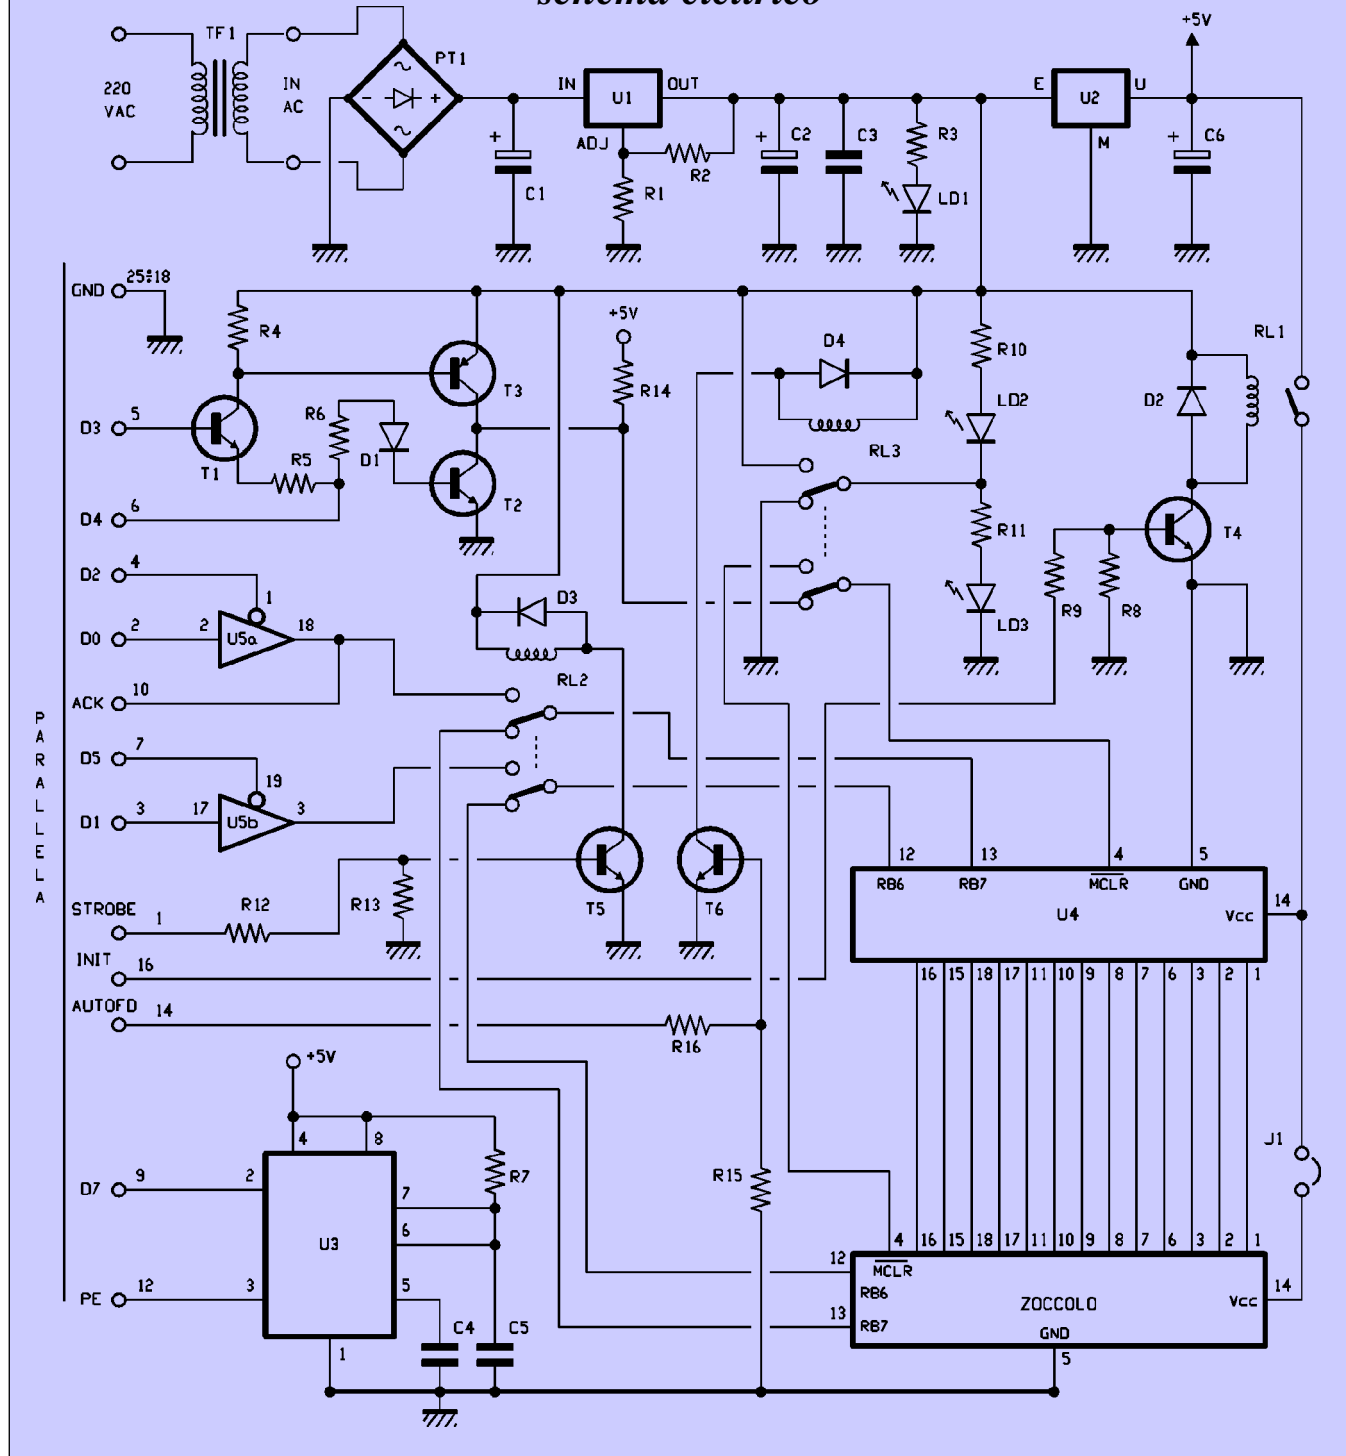 schema elettrico
+5V
TF1
PT1
220
VAC
IN
AC
~
- +
~
IN U1 OUT
ADJ
E U2 U
M
+ C1
R1
R2
+ C2
C3
R3
LD1
+ C6
GND 25÷18
R4
+5V
D4
R10
RL1
T3
R14
LD2
D2
D3 5
R6
D1
RL3
T1
R5
T2
R11
T4
D4 6
D2 4
1
D3
R9
R8
D0 2
2 U5a 18
LD3
RL2
ACK 10
PARALLELA
D5 7
19
D1 3
17 U5b 3
12 13 4 5
RB6 RB7 MCLR GND
U4
Vcc 14
STROBE 1
R12
R13
T5
T6
INIT 16
16 15 18 17 11 10 9 8 7 6 3 2 1
AUTOFD 14
R16
+5V
4 8
J1
D7 9
2
7
R7
R15
U3
6
4 16 15 18 17 11 10 9 8 7 6 3 2 1
12
MCLR
RB6
PE 12
3
5
ZOCCOLO
Vcc 14
13
RB7
GND
C4
C5
1
5